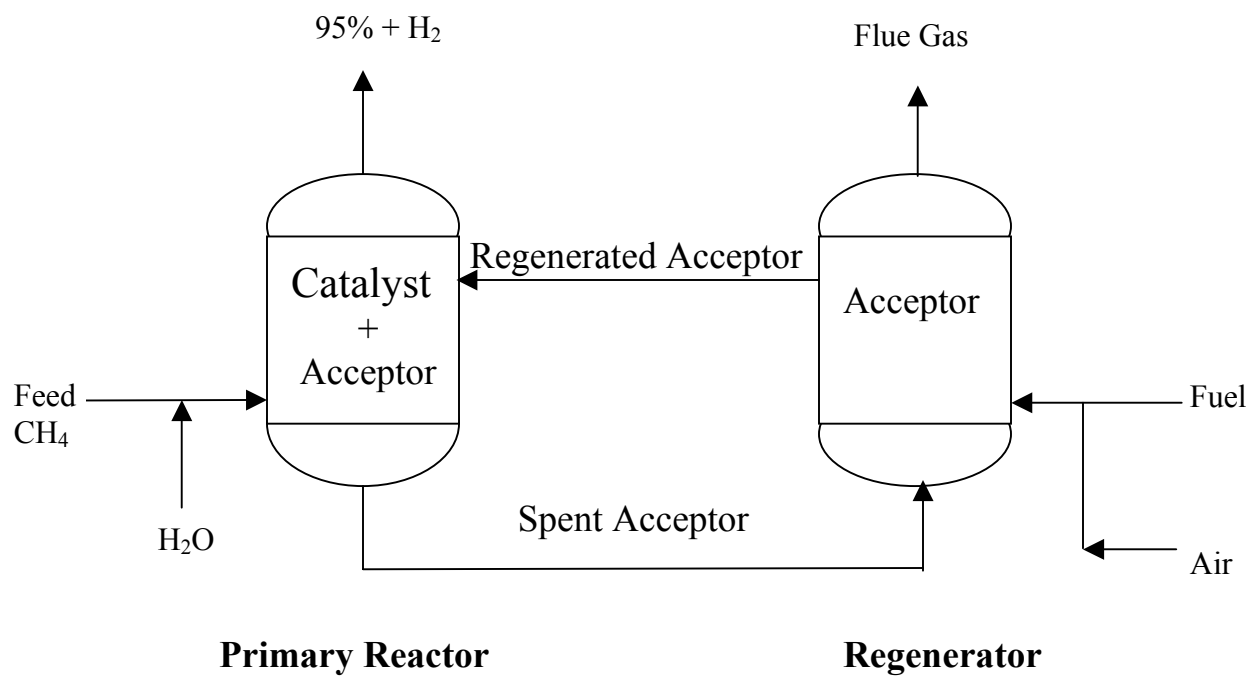 95% + H₂
Flue Gas
Regenerated Acceptor
Catalyst
+
Acceptor
Acceptor
Feed
CH₄
Fuel
H₂O
Spent Acceptor
Air
Primary Reactor
Regenerator